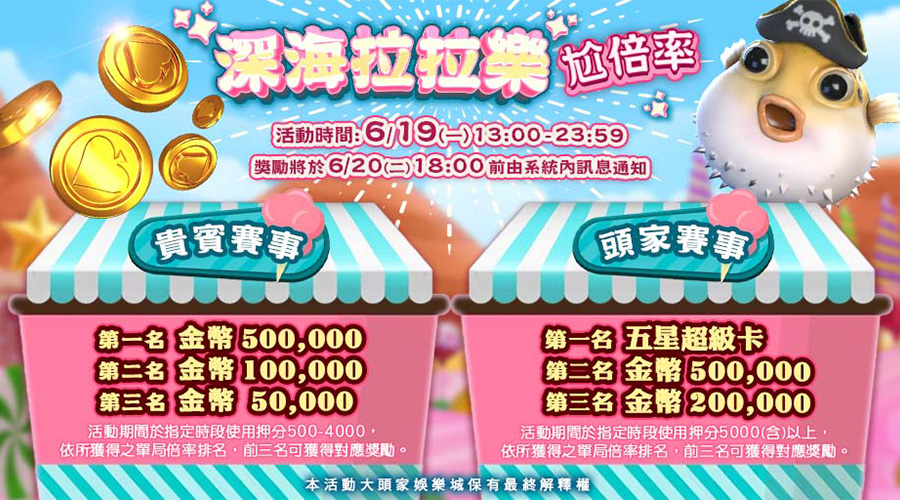 深海拉拉樂 尬倍率
活動時間:6/19(一)13:00-23:59
獎勵將於6/20(二)18:00前由系統內訊息通知
貴賓賽事
第一名 金幣 500,000
第二名 金幣 100,000
第三名 金幣 50,000
活動期間於指定時段使用押分500-4000，
依所獲得之單局倍率排名，前三名可獲得對應獎勵。
頭家賽事
第一名 五星超級卡
第二名 金幣 500,000
第三名 金幣 200,000
活動期間於指定時段使用押分5000(含)以上，
依所獲得之單局倍率排名，前三名可獲得對應獎勵。
本活動大頭家娛樂城保有最終解釋權